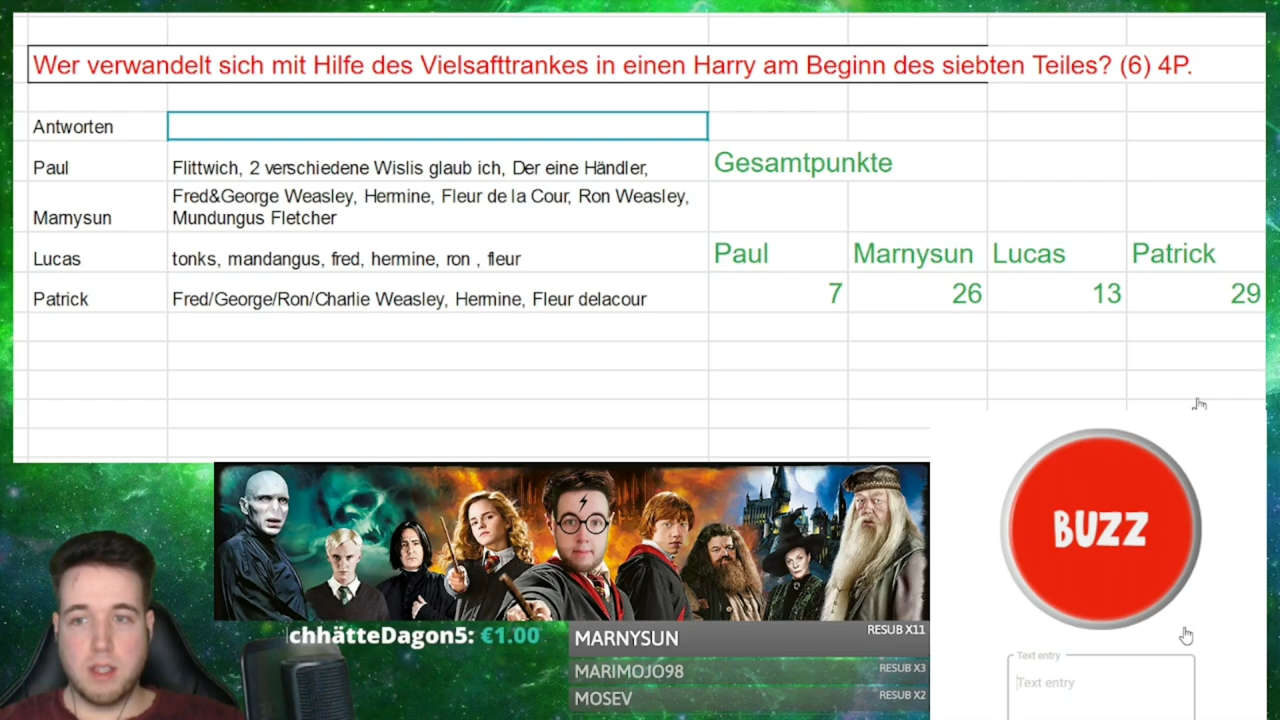 Wer verwandelt sich mit Hilfe des Vielsafttrankes in einen Harry am Beginn des siebten Teiles? (6) 4P.
Antworten
Paul Flittwich, 2 verschiedene Wislis glaub ich, Der eine Händler,
Gesamtpunkte
Fred&George Weasley, Hermine, Fleur de la Cour, Ron Weasley,
Marnysun Mundungus Fletcher
Lucas tonks, mandangus, fred, hermine, ron , fleur
Paul Marnysun Lucas Patrick
Patrick Fred/George/Ron/Charlie Weasley, Hermine, Fleur delacour
7 26 13 29
BUZZ
chhätteDagon5: €1.00
MARNYSUN RESUB X11
MARIMOJO98 RESUB X3
MOSEV RESUB X2
Text entry
Text entry